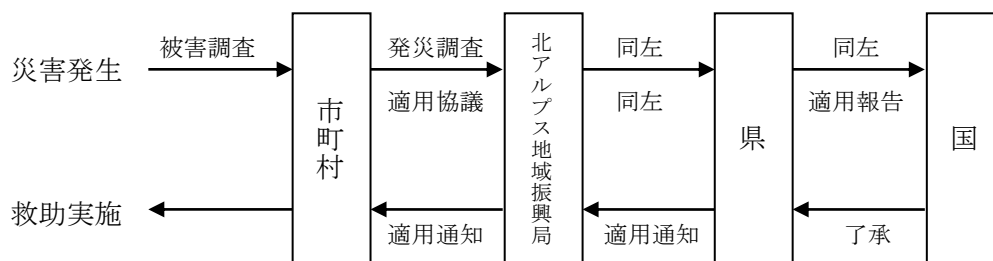 災害発生
被害調査
市町村
発災調査
適用協議
北アルプス地域振興局
同左
同左
県
同左
適用報告
国
救助実施
適用通知
適用通知
了承